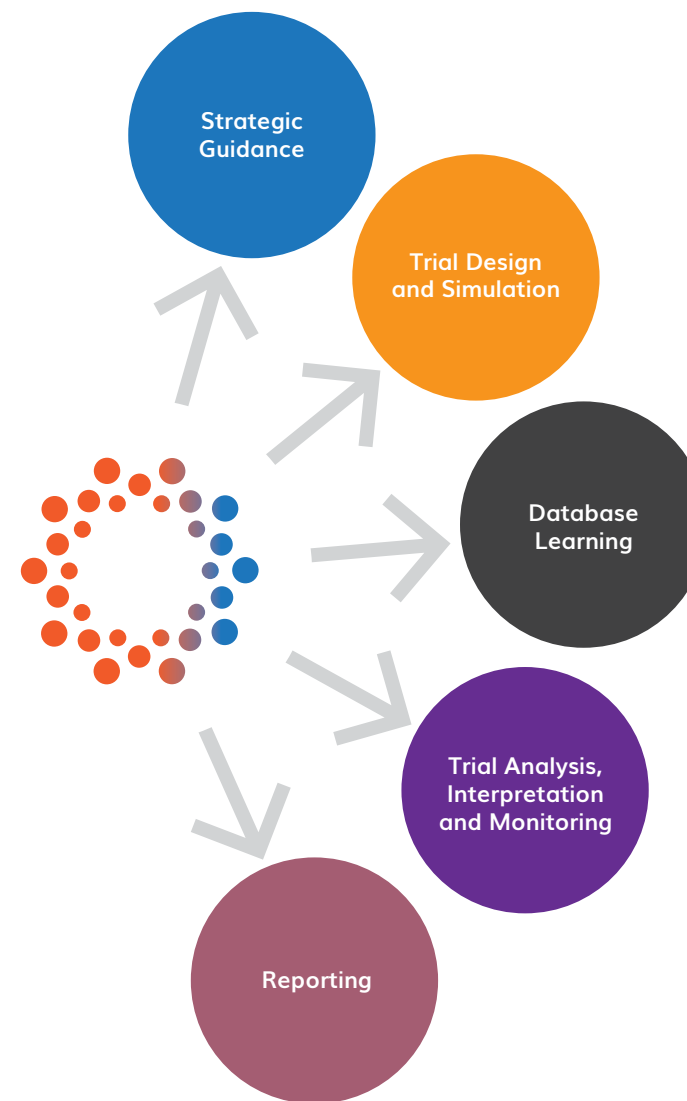 Strategic
Guidance
Trial Design
and Simulation
Database
Learning
Trial Analysis,
Interpretation
and Monitoring
Reporting